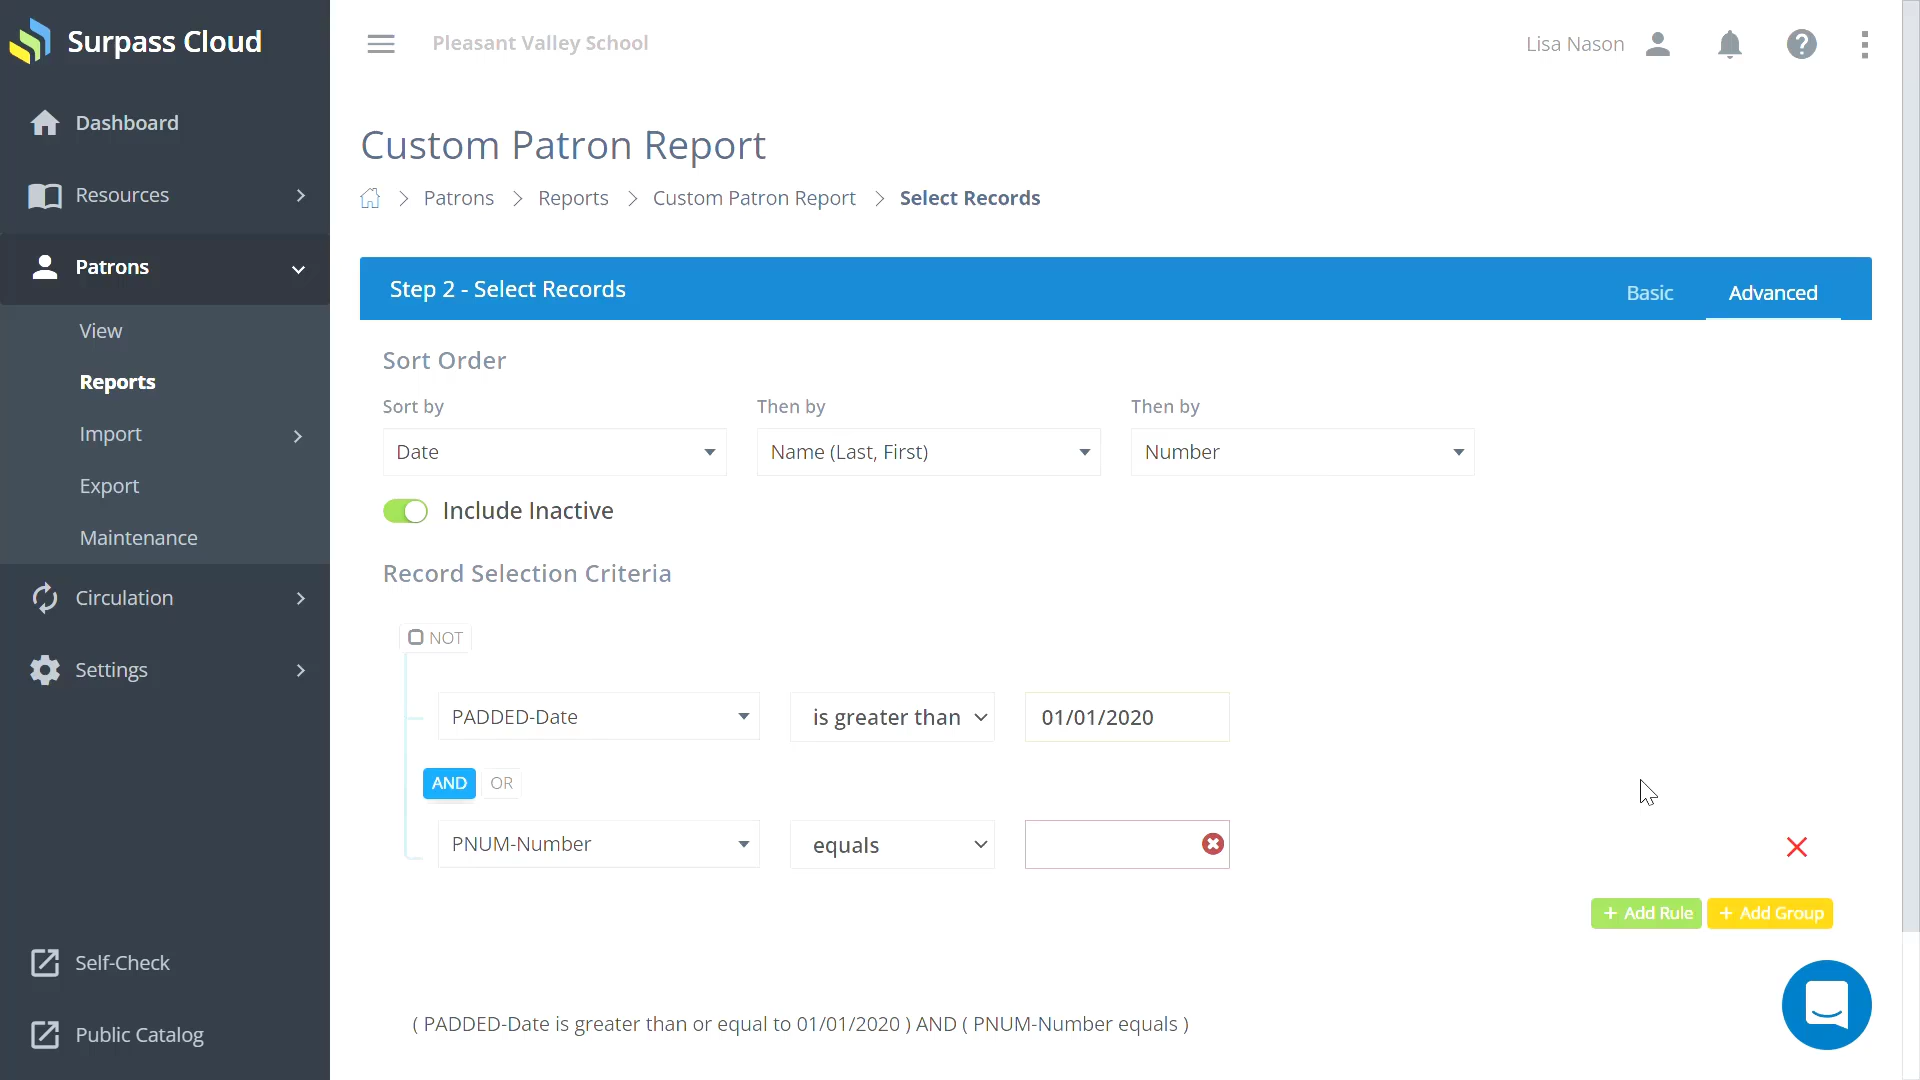 Surpass Cloud
Pleasant Valley School
Lisa Nason
Dashboard
Resources
Patrons
View
Reports
Import
Export
Maintenance
Circulation
Settings
Self-Check
Public Catalog
Custom Patron Report
Patrons > Reports > Custom Patron Report > Select Records
Step 2 - Select Records
Basic Advanced
Sort Order
Sort by Then by Then by
Date Name (Last, First) Number
Include Inactive
Record Selection Criteria
NOT
PADDED-Date is greater than 01/01/2020
AND OR
PNUM-Number equals
+ Add Rule + Add Group
( PADDED-Date is greater than or equal to 01/01/2020 ) AND ( PNUM-Number equals )